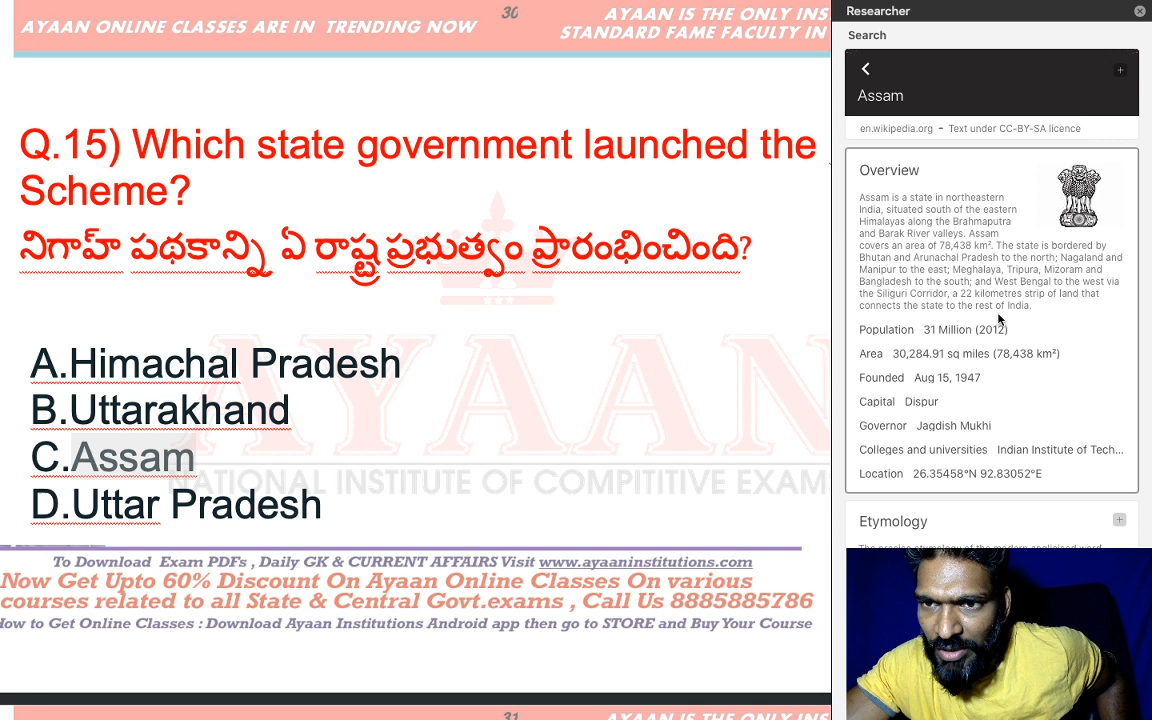 AYAAN ONLINE CLASSES ARE IN TRENDING NOW
30
AYAAN IS THE ONLY INS
STANDARD FAME FACULTY IN
Q.15) Which state government launched the
Scheme?
నిగాహ్ పథకాన్ని ఏ రాష్ట్ర ప్రభుత్వం ప్రారంభించింది?
A.Himachal Pradesh
B.Uttarakhand
C.Assam
D.Uttar Pradesh
AYAAN
NATIONAL INSTITUTE OF COMPITITIVE EXAM
To Download Exam PDFs , Daily GK & CURRENT AFFAIRS Visit www.ayaaninstitutions.com
Now Get Upto 60% Discount On Ayaan Online Classes On various
courses related to all State & Central Govt.exams , Call Us 8885885786
How to Get Online Classes : Download Ayaan Institutions Android app then go to STORE and Buy Your Course
31
AYAAN IS THE ONLY INS
Researcher
Search
Assam
en.wikipedia.org – Text under CC-BY-SA licence
Overview
Assam is a state in northeastern
India, situated south of the eastern
Himalayas along the Brahmaputra
and Barak River valleys. Assam
covers an area of 78,438 km². The state is bordered by
Bhutan and Arunachal Pradesh to the north; Nagaland and
Manipur to the east; Meghalaya, Tripura, Mizoram and
Bangladesh to the south; and West Bengal to the west via
the Siliguri Corridor, a 22 kilometres strip of land that
connects the state to the rest of India.
Population 31 Million (2012)
Area 30,284.91 sq miles (78,438 km²)
Founded Aug 15, 1947
Capital Dispur
Governor Jagdish Mukhi
Colleges and universities Indian Institute of Tech...
Location 26.35458°N 92.83052°E
Etymology